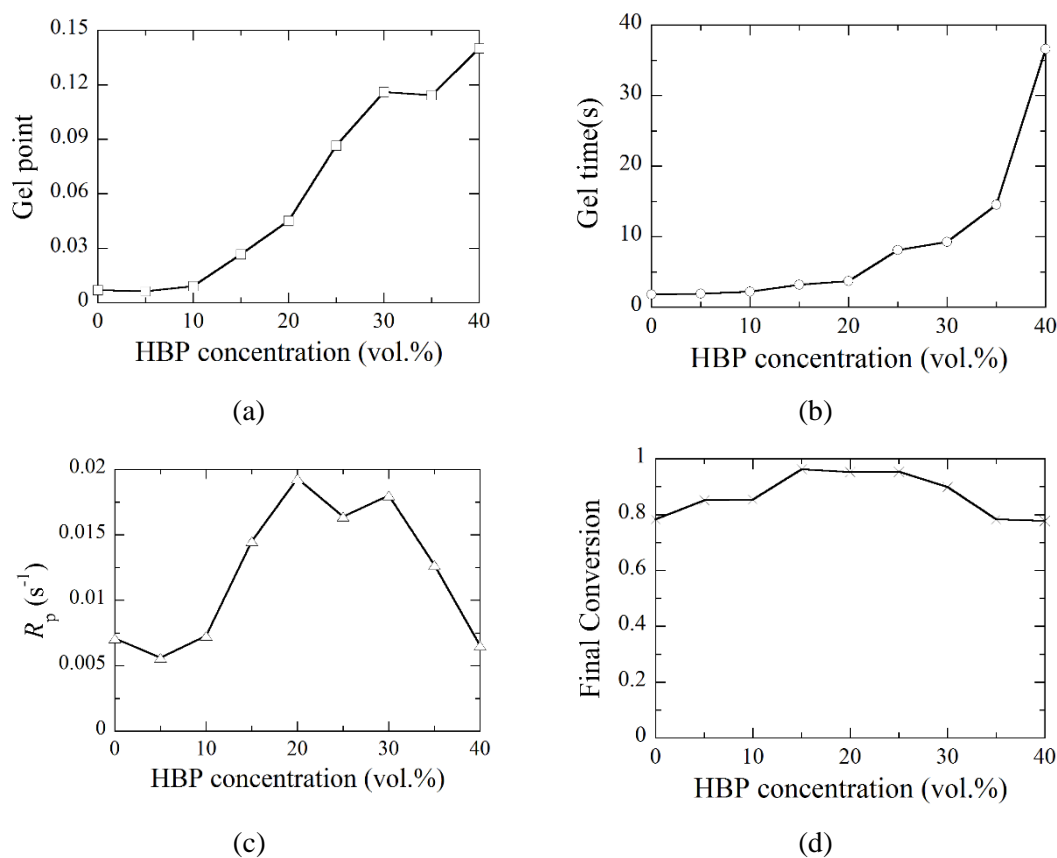 0.15
0.12
0.09
0.06
0.03
0
Gel point
0 10 20 30 40
HBP concentration (vol.%)
(a)
40
30
20
10
0
Gel time(s)
0 10 20 30 40
HBP concentration (vol.%)
(b)
0.02
0.015
0.01
0.005
0
Rp (s-1)
0 10 20 30 40
HBP concentration (vol.%)
(c)
1
0.8
0.6
0.4
0.2
0
Final Conversion
0 10 20 30 40
HBP concentration (vol.%)
(d)